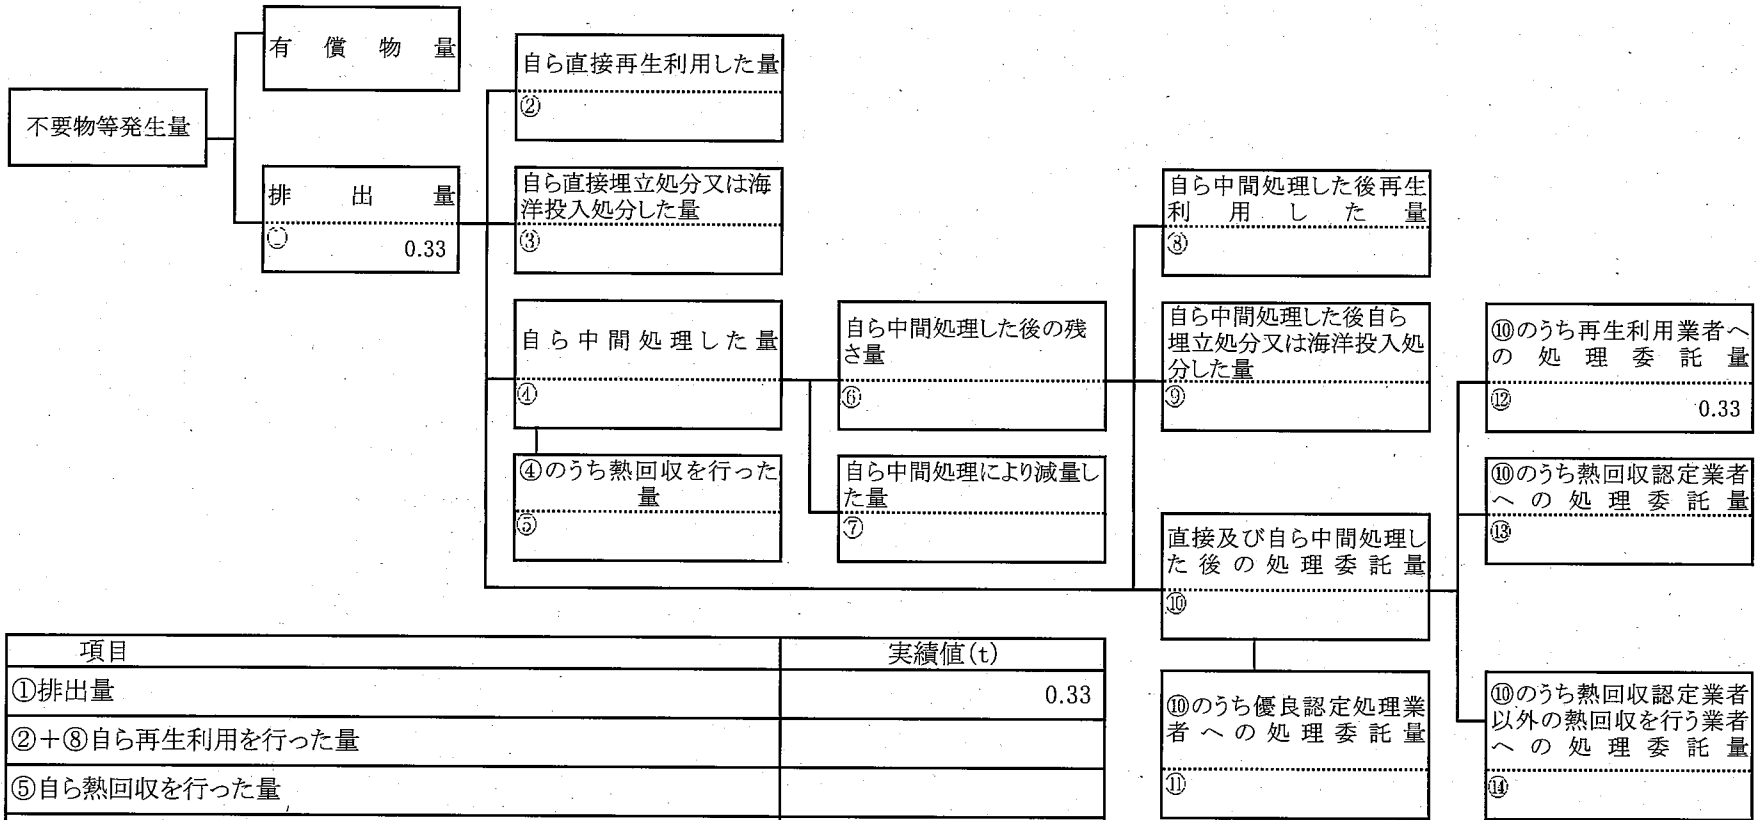 有償物量
不要物等発生量
排出量
①
0.33
自ら直接再生利用した量
②
自ら直接埋立処分又は海
洋投入処分した量
③
自ら中間処理した量
④
④のうち熱回収を行った
量
⑤
自ら中間処理した後の残
さ量
⑥
自ら中間処理により減量し
た量
⑦
自ら中間処理した後再生
利用した量
⑧
自ら中間処理した後自ら
埋立処分又は海洋投入処
分した量
⑨
直接及び自ら中間処理し
た後の処理委託量
⑩
⑩のうち優良認定処理業
者への処理委託量
⑪
⑩のうち再生利用業者へ
の処理委託量
⑫
0.33
⑩のうち熱回収認定業者
への処理委託量
⑬
⑩のうち熱回収認定業者
以外の熱回収を行う業者
への処理委託量
⑭
項目 実績値(t)
①排出量 0.33
②+⑧自ら再生利用を行った量
⑤自ら熱回収を行った量